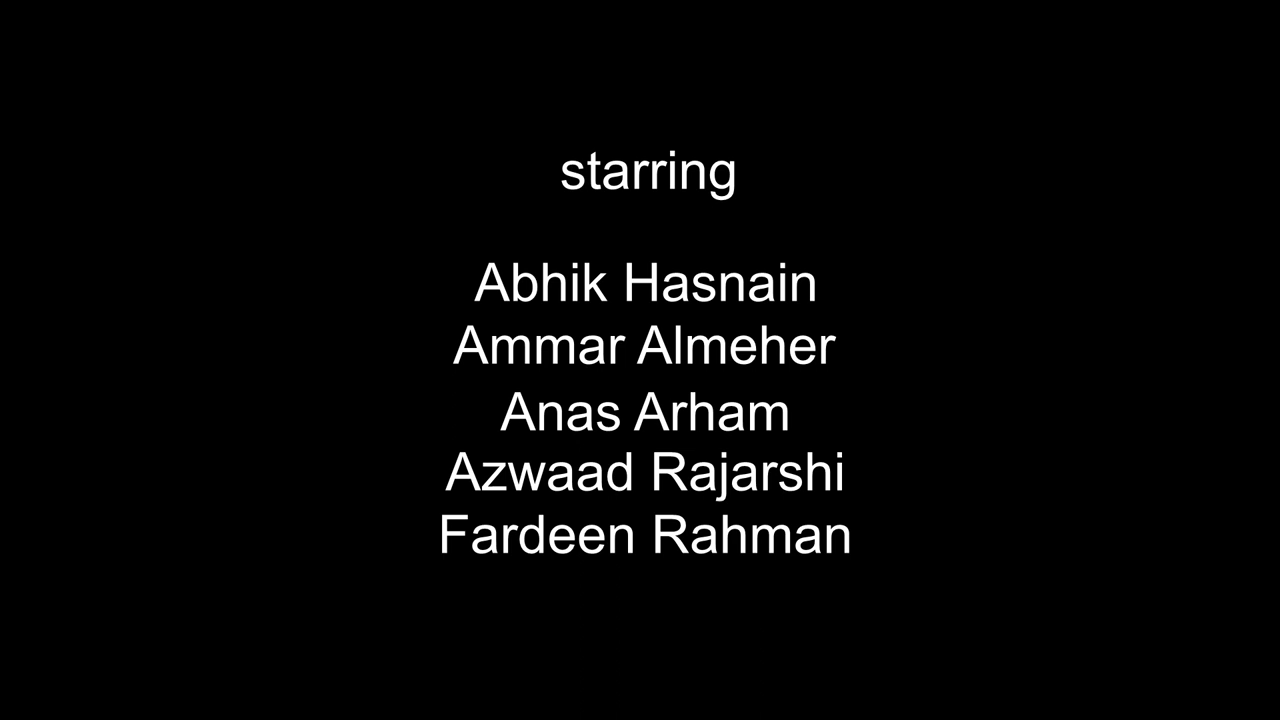 starring
Abhik Hasnain
Ammar Almeher
Anas Arham
Azwaad Rajarshi
Fardeen Rahman